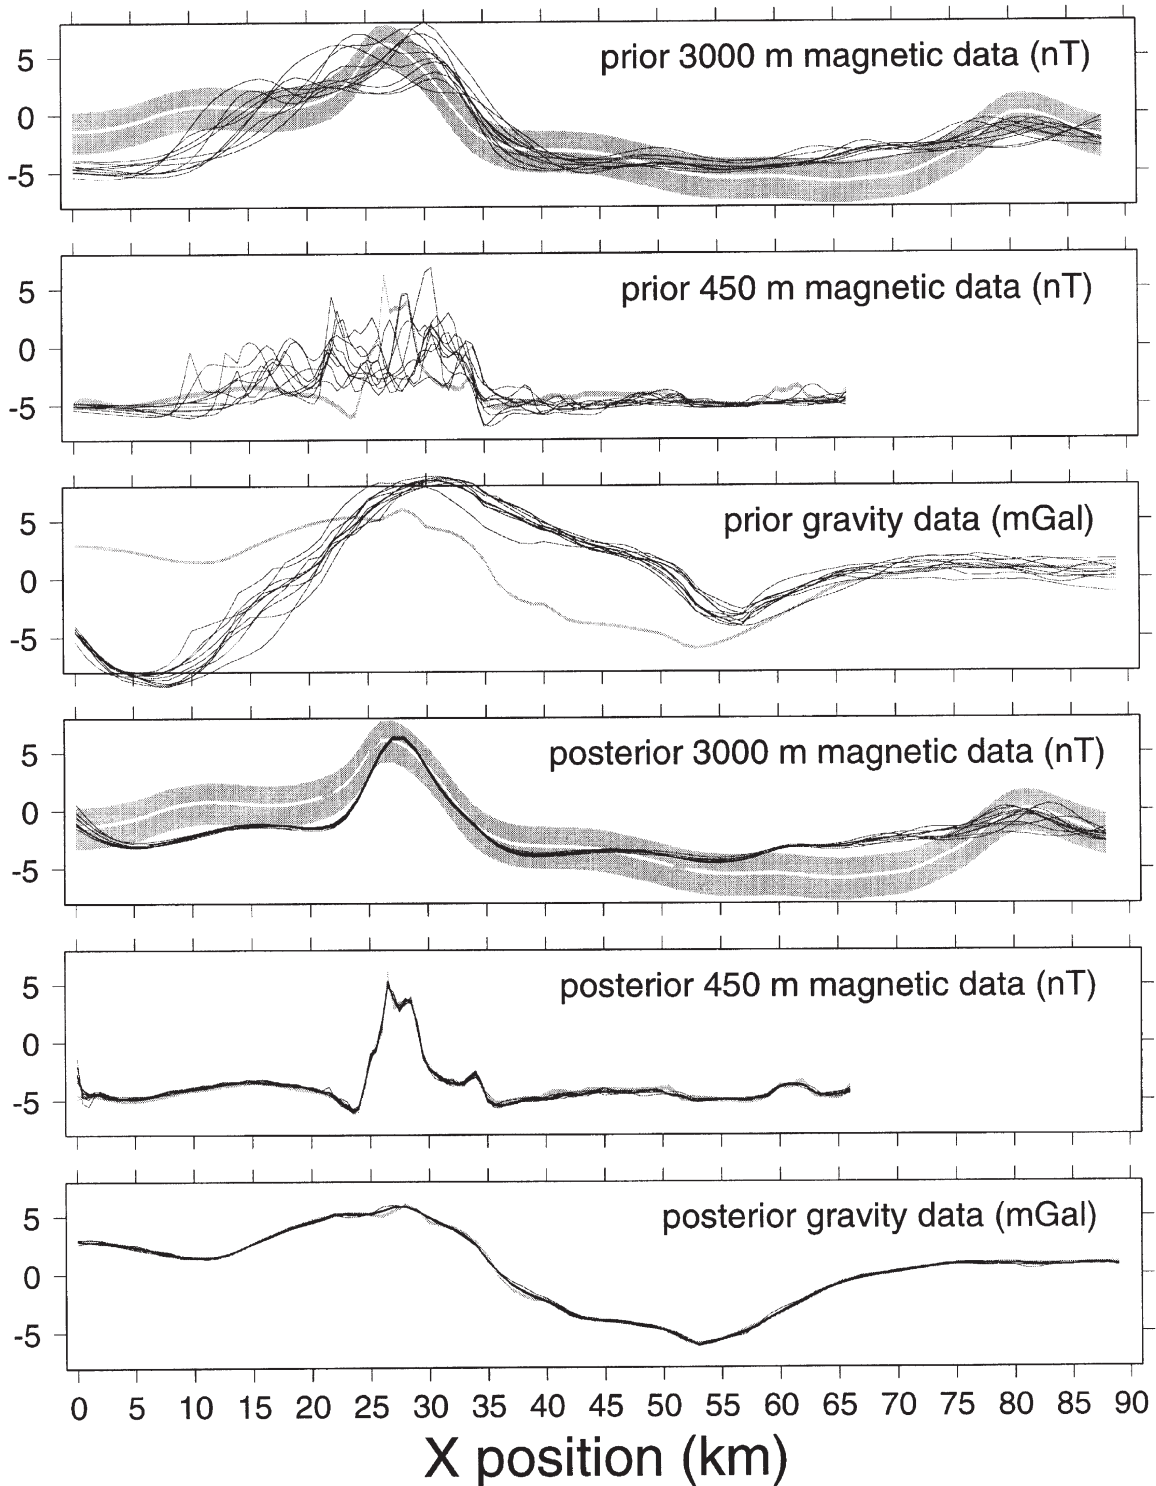 prior 3000 m magnetic data (nT)
5
0
-5
prior 450 m magnetic data (nT)
5
0
-5
prior gravity data (mGal)
5
0
-5
posterior 3000 m magnetic data (nT)
5
0
-5
posterior 450 m magnetic data (nT)
5
0
-5
posterior gravity data (mGal)
5
0
-5
0 5 10 15 20 25 30 35 40 45 50 55 60 65 70 75 80 85 90
X position (km)